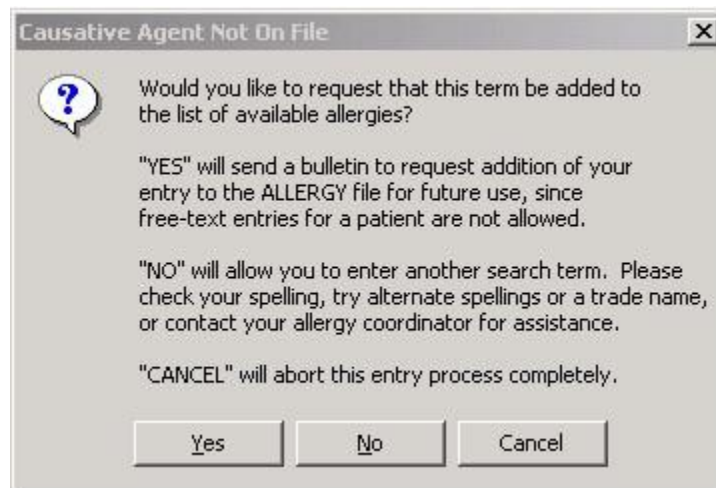 Causative Agent Not On File
Would you like to request that this term be added to
the list of available allergies?
"YES" will send a bulletin to request addition of your
entry to the ALLERGY file for future use, since
free-text entries for a patient are not allowed.
"NO" will allow you to enter another search term.  Please
check your spelling, try alternate spellings or a trade name,
or contact your allergy coordinator for assistance.
"CANCEL" will abort this entry process completely.
Yes No Cancel